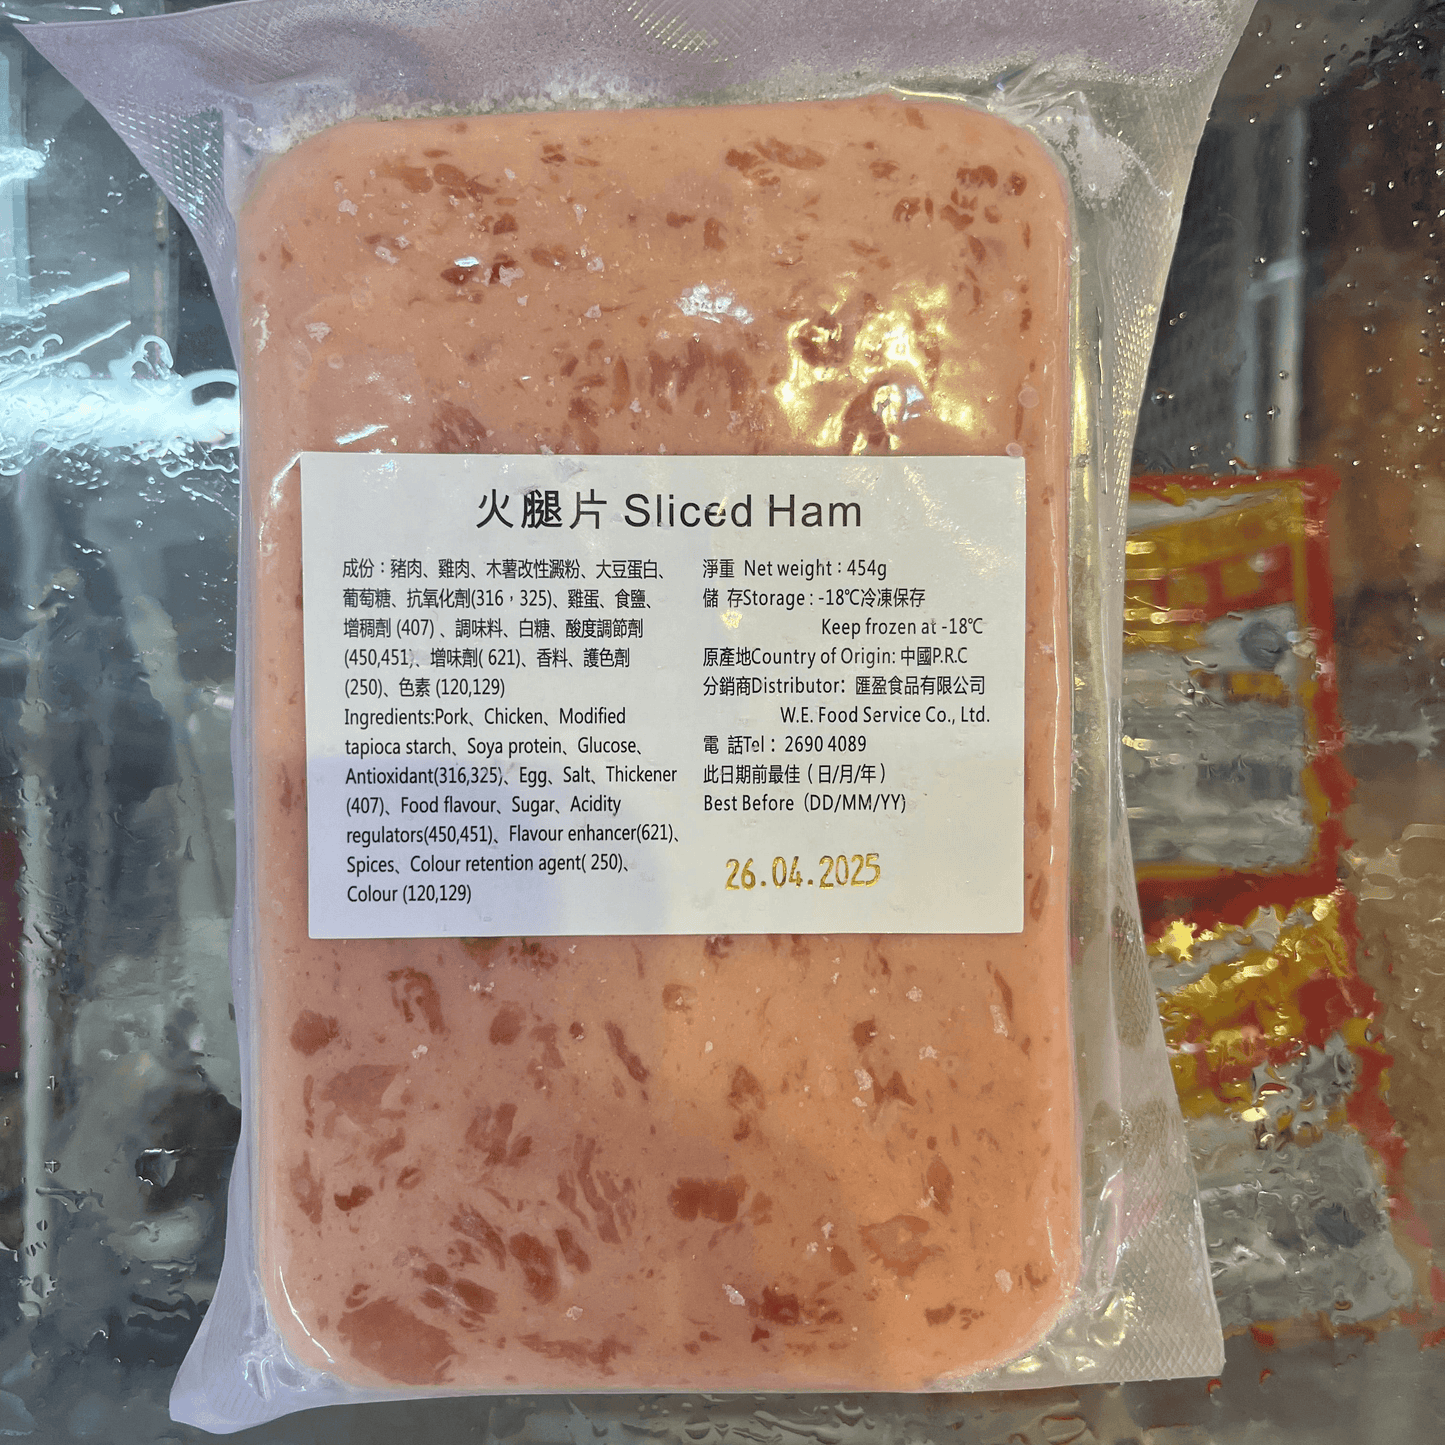 火腿片 Sliced Ham
成份：豬肉、雞肉、木薯改性澱粉、大豆蛋白、
葡萄糖、抗氧化劑(316，325)、雞蛋、食鹽、
增稠劑 (407) 、調味料、白糖、酸度調節劑
(450,451)、增味劑( 621)、香料、護色劑
(250)、色素 (120,129)
Ingredients:Pork、Chicken、Modified
tapioca starch、Soya protein、Glucose、
Antioxidant(316,325)、Egg、Salt、Thickener
(407)、Food flavour、Sugar、Acidity
regulators(450,451)、Flavour enhancer(621)、
Spices、Colour retention agent( 250)、
Colour (120,129)
淨重 Net weight：454g
儲 存Storage : -18℃冷凍保存
Keep frozen at -18℃
原產地Country of Origin: 中國P.R.C
分銷商Distributor: 匯盈食品有限公司
W.E. Food Service Co., Ltd.
電 話Tel： 2690 4089
此日期前最佳 ( 日/月/年 )
Best Before（DD/MM/YY）
26.04.2025